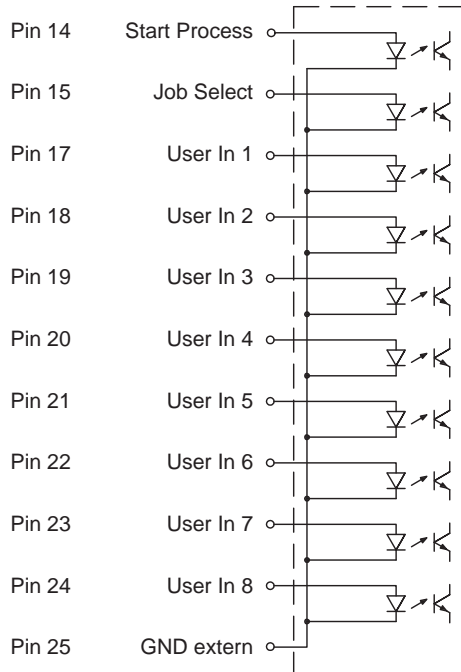 Pin 14 Start Process
Pin 15 Job Select
Pin 17 User In 1
Pin 18 User In 2
Pin 19 User In 3
Pin 20 User In 4
Pin 21 User In 5
Pin 22 User In 6
Pin 23 User In 7
Pin 24 User In 8
Pin 25 GND extern